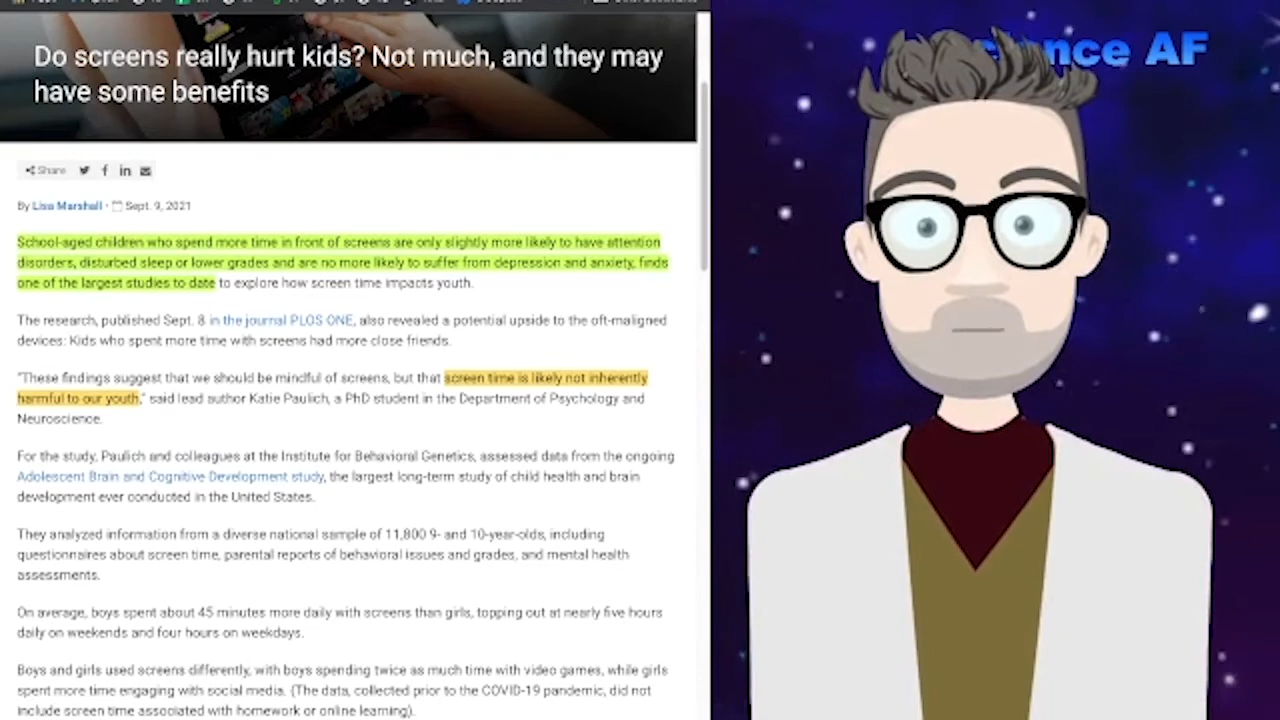 Do screens really hurt kids? Not much, and they may
have some benefits
ence AF
Share
By Lisa Marshall · Sept. 9, 2021
School-aged children who spend more time in front of screens are only slightly more likely to have attention
disorders, disturbed sleep or lower grades and are no more likely to suffer from depression and anxiety, finds
one of the largest studies to date to explore how screen time impacts youth.
The research, published Sept. 8 in the journal PLOS ONE, also revealed a potential upside to the oft-maligned
devices: Kids who spent more time with screens had more close friends.
"These findings suggest that we should be mindful of screens, but that screen time is likely not inherently
harmful to our youth," said lead author Katie Paulich, a PhD student in the Department of Psychology and
Neuroscience.
For the study, Paulich and colleagues at the Institute for Behavioral Genetics, assessed data from the ongoing
Adolescent Brain and Cognitive Development study, the largest long-term study of child health and brain
development ever conducted in the United States.
They analyzed information from a diverse national sample of 11,800 9- and 10-year-olds, including
questionnaires about screen time, parental reports of behavioral issues and grades, and mental health
assessments.
On average, boys spent about 45 minutes more daily with screens than girls, topping out at nearly five hours
daily on weekends and four hours on weekdays.
Boys and girls used screens differently, with boys spending twice as much time with video games, while girls
spent more time engaging with social media. (The data, collected prior to the COVID-19 pandemic, did not
include screen time associated with homework or online learning).